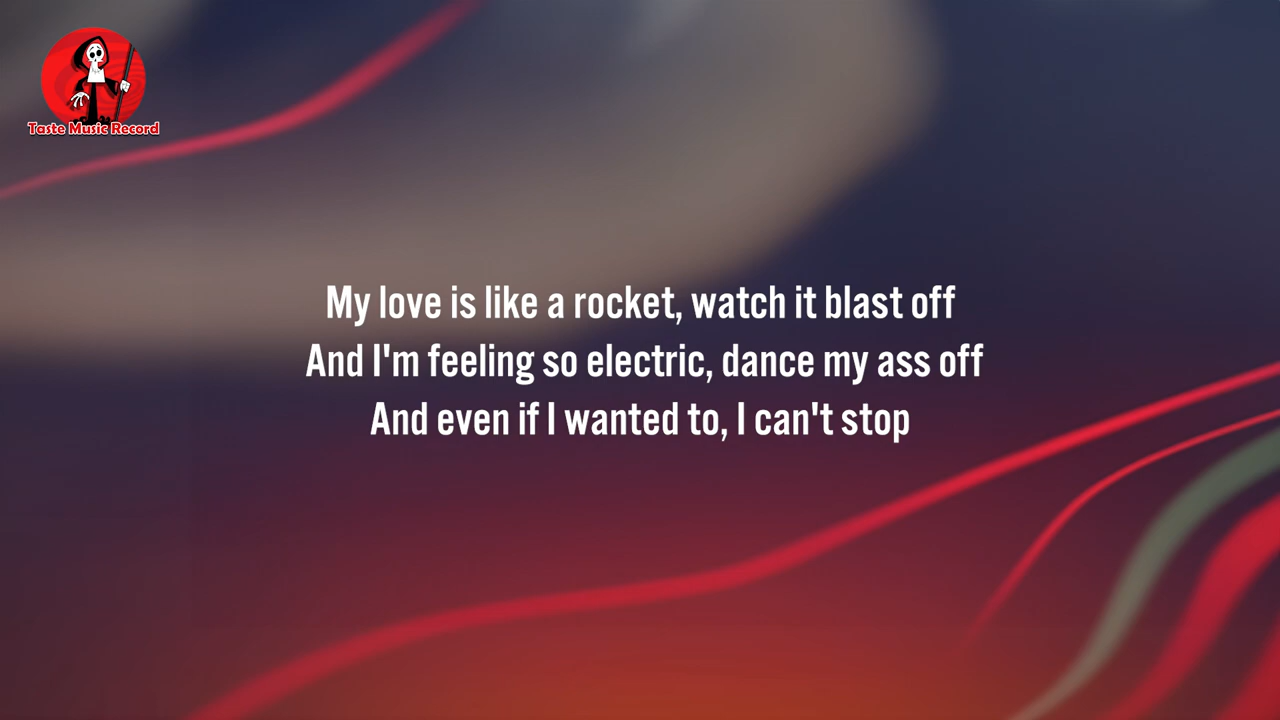 Taste Music Record
My love is like a rocket, watch it blast off
And I'm feeling so electric, dance my ass off
And even if I wanted to, I can't stop